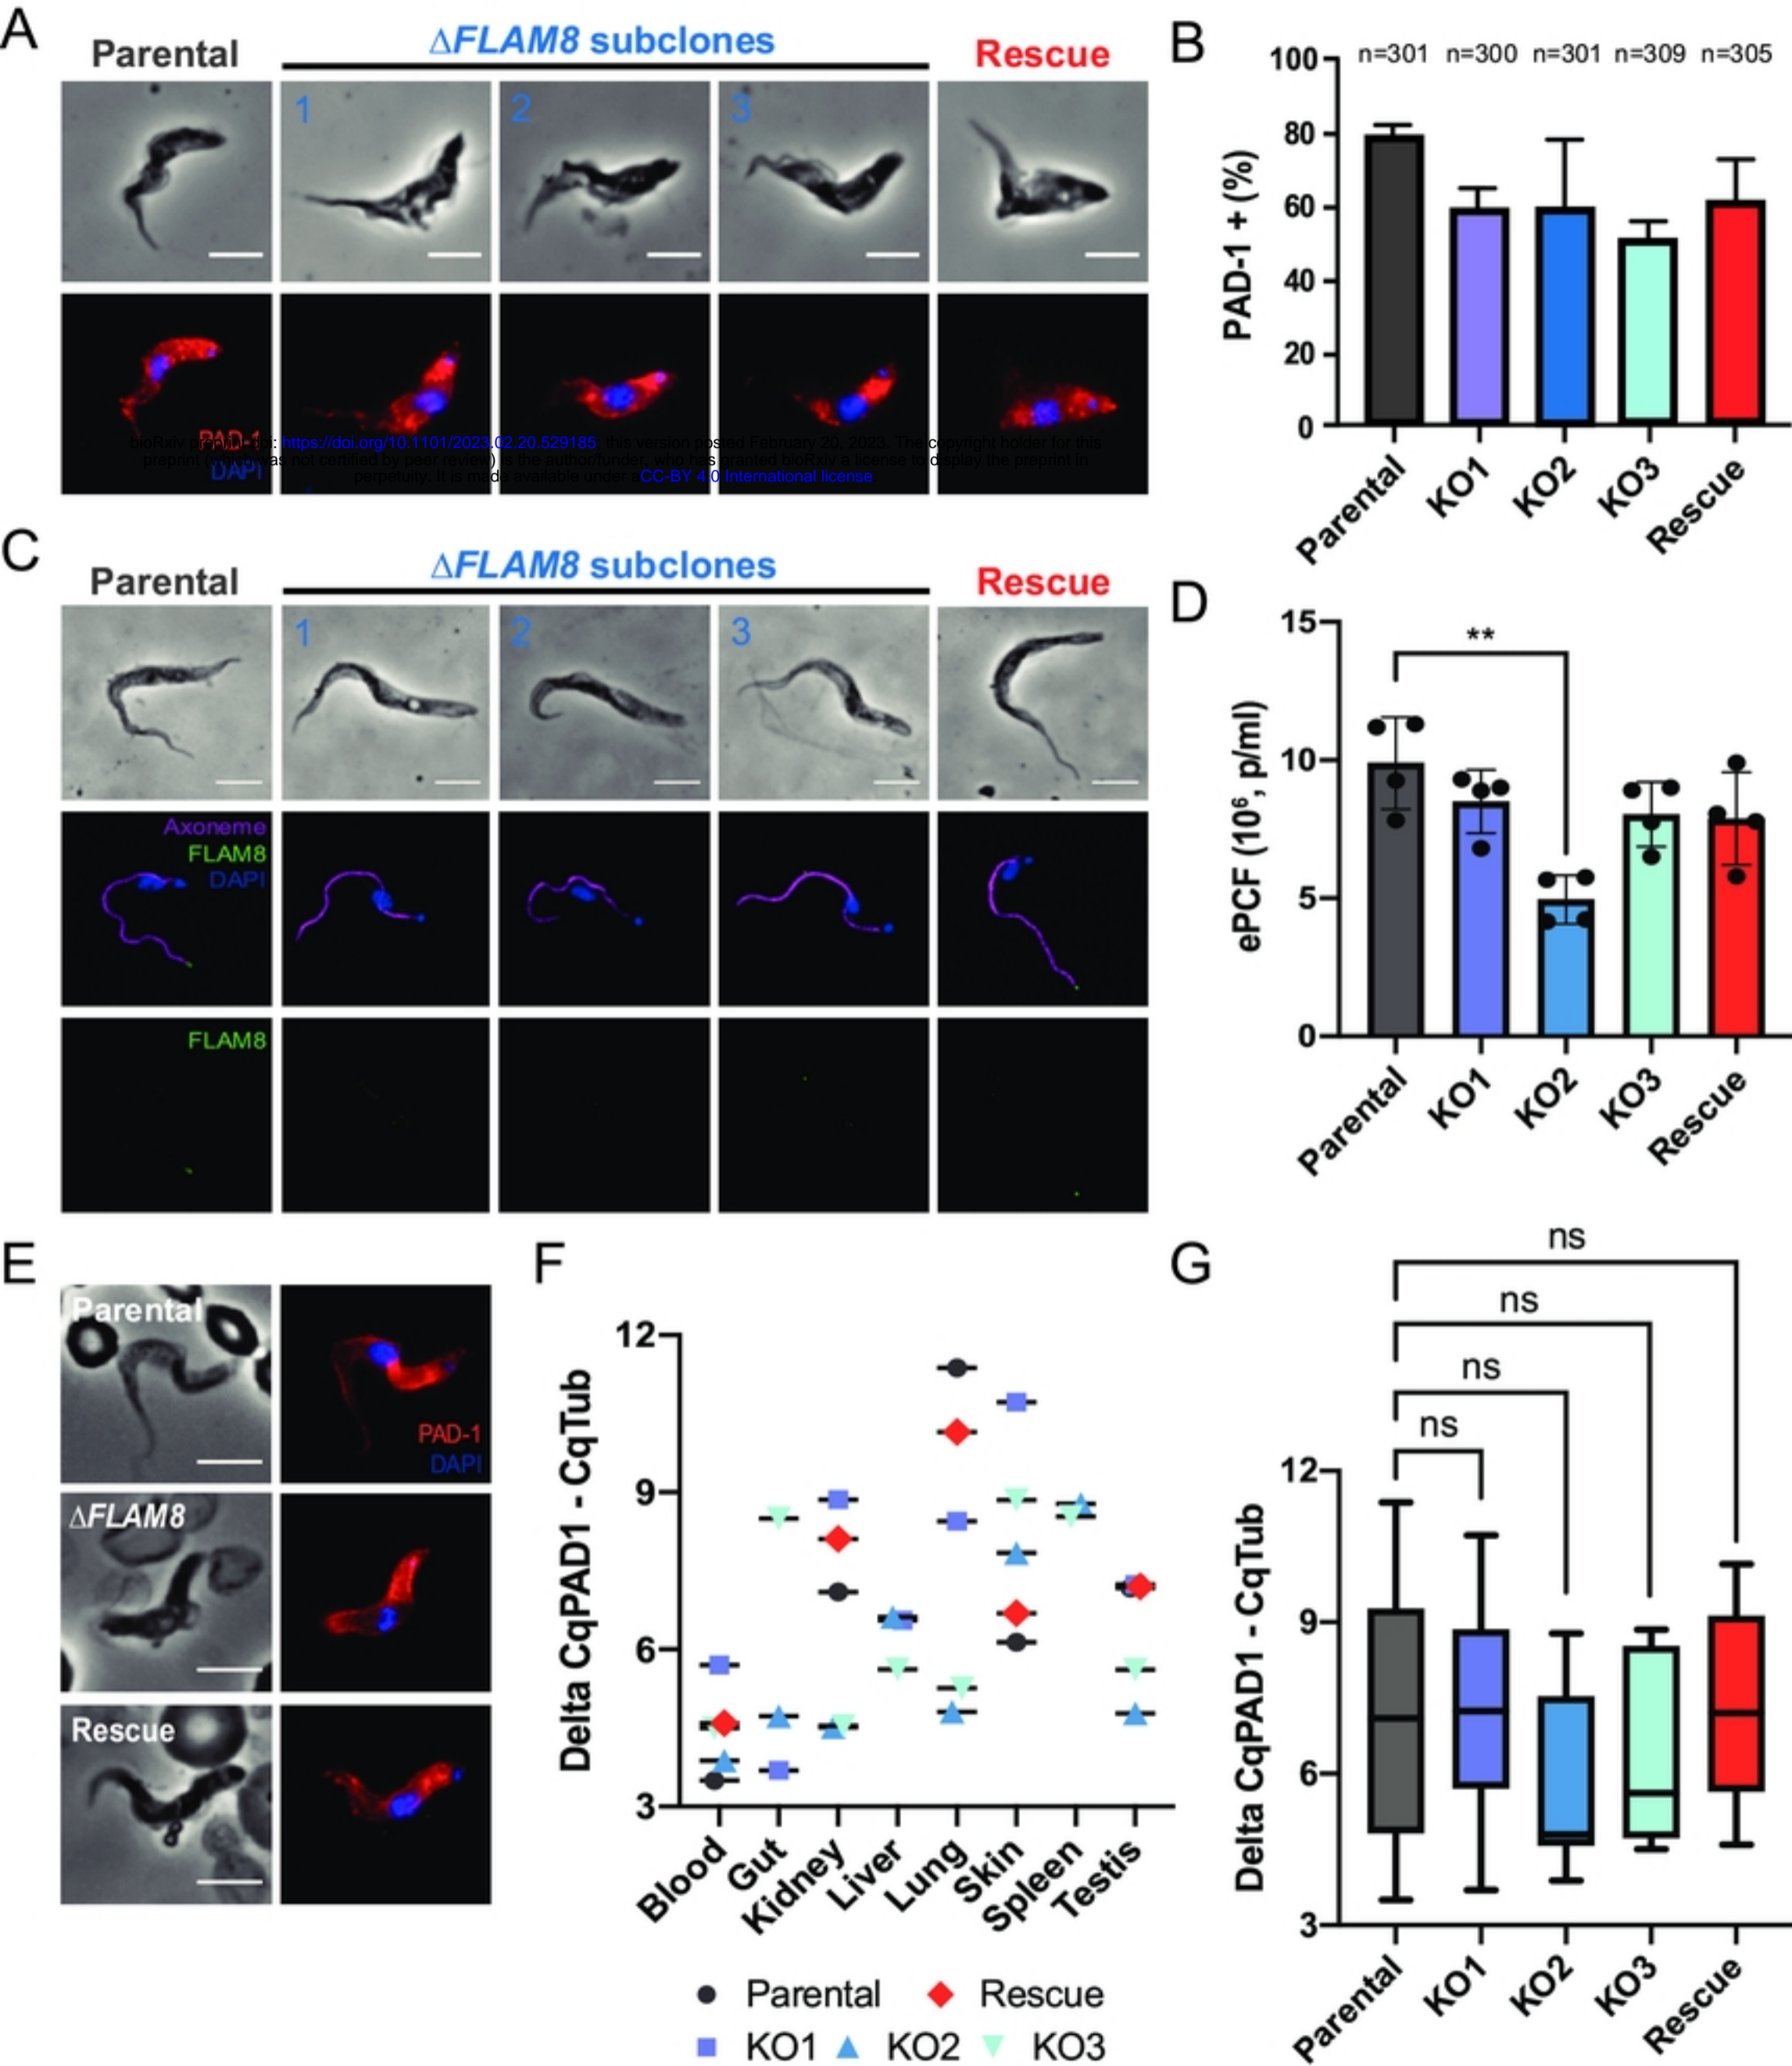 A
Parental
ΔFLAM8 subclones
Rescue
1
2
3
PAD-1
DAPI
bioRxiv preprint doi: https://doi.org/10.1101/2023.02.20.529185; this version posted February 20, 2023. The copyright holder for this
preprint (which was not certified by peer review) is the author/funder, who has granted bioRxiv a license to display the preprint in
perpetuity. It is made available under aCC-BY 4.0 International license.
B
n=301 n=300 n=301 n=309 n=305
PAD-1 + (%)
100
80
60
40
20
0
Parental
KO1
KO2
KO3
Rescue
C
Parental
ΔFLAM8 subclones
Rescue
1
2
3
Axoneme
FLAM8
DAPI
FLAM8
D
**
ePCF (10⁶, p/ml)
15
10
5
0
Parental
KO1
KO2
KO3
Rescue
E
Parental
PAD-1
DAPI
ΔFLAM8
Rescue
F
Delta CqPAD1 - CqTub
12
9
6
3
Blood
Gut
Kidney
Liver
Lung
Skin
Spleen
Testis
Parental
Rescue
KO1
KO2
KO3
G
ns
ns
ns
ns
Delta CqPAD1 - CqTub
12
9
6
3
Parental
KO1
KO2
KO3
Rescue